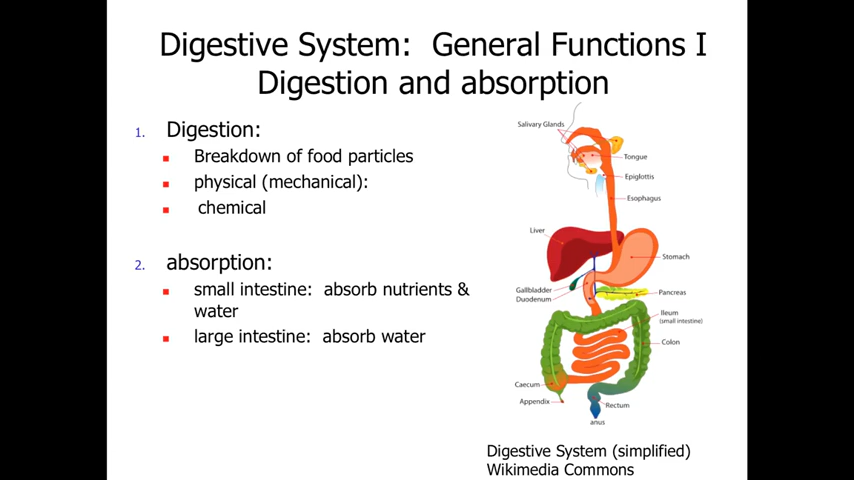 Digestive System: General Functions I
Digestion and absorption
1. Digestion:
Breakdown of food particles
physical (mechanical):
chemical
2. absorption:
small intestine: absorb nutrients &
water
large intestine: absorb water
Salivary Glands
Tongue
Epiglottis
Esophagus
Liver
Stomach
Gallbladder
Duodenum
Pancreas
Ileum
(small intestine)
Colon
Caecum
Appendix
Rectum
anus
Digestive System (simplified)
Wikimedia Commons